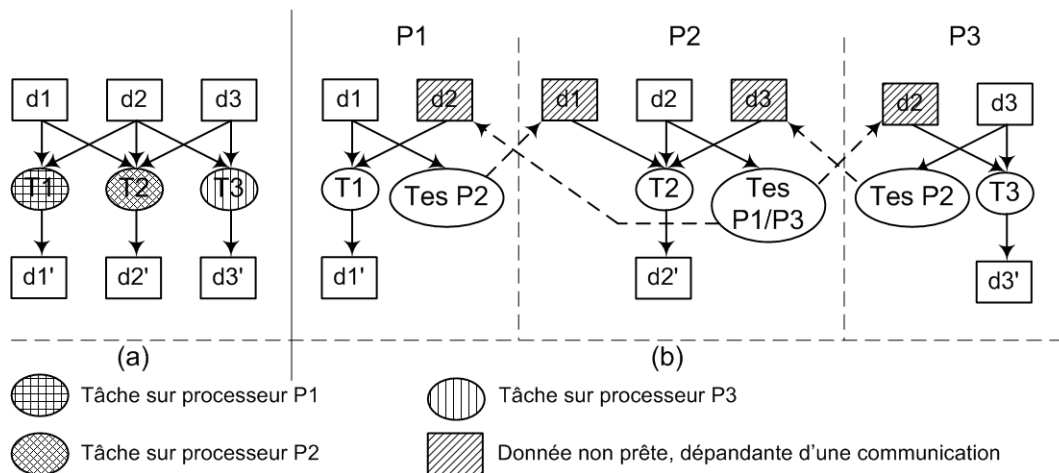 P1 P2 P3
d1 d2 d3 d1 d2 d1 d2 d3 d2 d3
T1 T2 T3 T1 Tes P2 T2 Tes P1/P3 Tes P2 T3
d1' d2' d3' d1' d2' d3'
(a) (b)
Tâche sur processeur P1
Tâche sur processeur P3
Tâche sur processeur P2
Donnée non prête, dépandante d'une communication